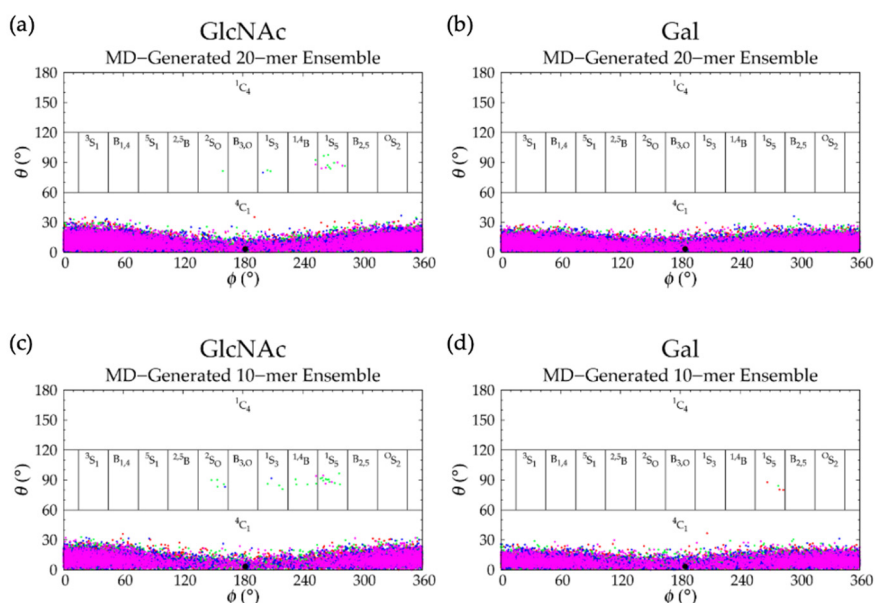 (a)
GlcNAc
MD−Generated 20−mer Ensemble
180
150
120
90
60
30
0
θ (°)
¹C₄
³S₁ B₁,₄ ⁵S₁ ²,⁵B ²S_O B₃,O ¹S₃ ¹,⁴B ¹S₅ B₂,₅ ᴼS₂
⁴C₁
0 60 120 180 240 300 360
ϕ (°)
(b)
Gal
MD−Generated 20−mer Ensemble
180
150
120
90
60
30
0
θ (°)
¹C₄
³S₁ B₁,₄ ⁵S₁ ²,⁵B ²S_O B₃,O ¹S₃ ¹,⁴B ¹S₅ B₂,₅ ᴼS₂
⁴C₁
0 60 120 180 240 300 360
ϕ (°)
(c)
GlcNAc
MD−Generated 10−mer Ensemble
180
150
120
90
60
30
0
θ (°)
¹C₄
³S₁ B₁,₄ ⁵S₁ ²,⁵B ²S_O B₃,O ¹S₃ ¹,⁴B ¹S₅ B₂,₅ ᴼS₂
⁴C₁
0 60 120 180 240 300 360
ϕ (°)
(d)
Gal
MD−Generated 10−mer Ensemble
180
150
120
90
60
30
0
θ (°)
¹C₄
³S₁ B₁,₄ ⁵S₁ ²,⁵B ²S_O B₃,O ¹S₃ ¹,⁴B ¹S₅ B₂,₅ ᴼS₂
⁴C₁
0 60 120 180 240 300 360
ϕ (°)